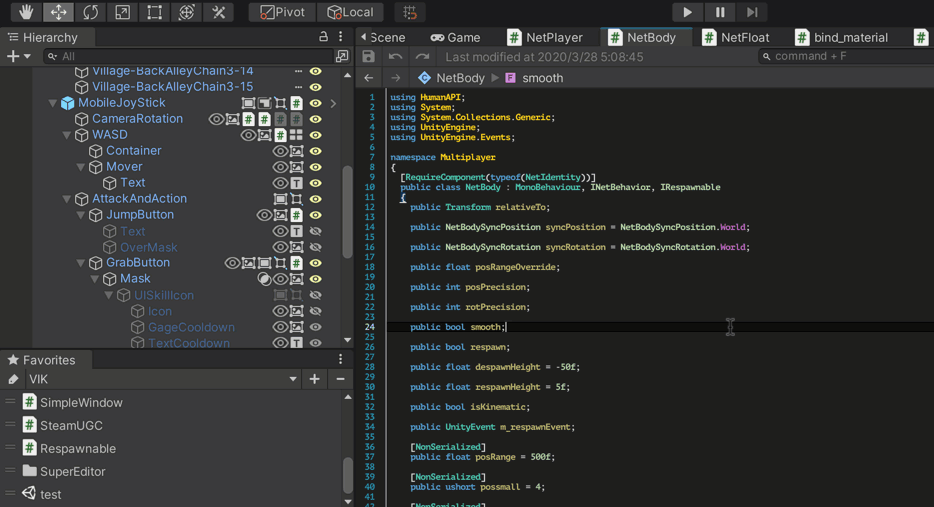 Pivot
Local
Hierarchy
All
Village-BackAlleyChain3-14
Village-BackAlleyChain3-15
MobileJoyStick
CameraRotation
WASD
Container
Mover
Text
AttackAndAction
JumpButton
Text
OverMask
GrabButton
Mask
UISkillIcon
Icon
GageCooldown
TextCooldown
Favorites
VIK
SimpleWindow
SteamUGC
Respawnable
SuperEditor
test
Scene
Game
NetPlayer
NetBody
NetFloat
bind_material
Last modified at 2020/3/28 5:08:45
command + F
NetBody
smooth
1 using HumanAPI;
2 using System;
3 using System.Collections.Generic;
4 using UnityEngine;
5 using UnityEngine.Events;
6
7 namespace Multiplayer
8 {
9 [RequireComponent(typeof(NetIdentity))]
10 public class NetBody : MonoBehaviour, INetBehavior, IRespawnable
11 {
12 public Transform relativeTo;
13
14 public NetBodySyncPosition syncPosition = NetBodySyncPosition.World;
15
16 public NetBodySyncRotation syncRotation = NetBodySyncRotation.World;
17
18 public float posRangeOverride;
19
20 public int posPrecision;
21
22 public int rotPrecision;
23
24 public bool smooth;
25
26 public bool respawn;
27
28 public float despawnHeight = -50f;
29
30 public float respawnHeight = 5f;
31
32 public bool isKinematic;
33
34 public UnityEvent m_respawnEvent;
35
36 [NonSerialized]
37 public float posRange = 500f;
38
39 [NonSerialized]
40 public ushort possmall = 4;
41
42 [NonSerialized]